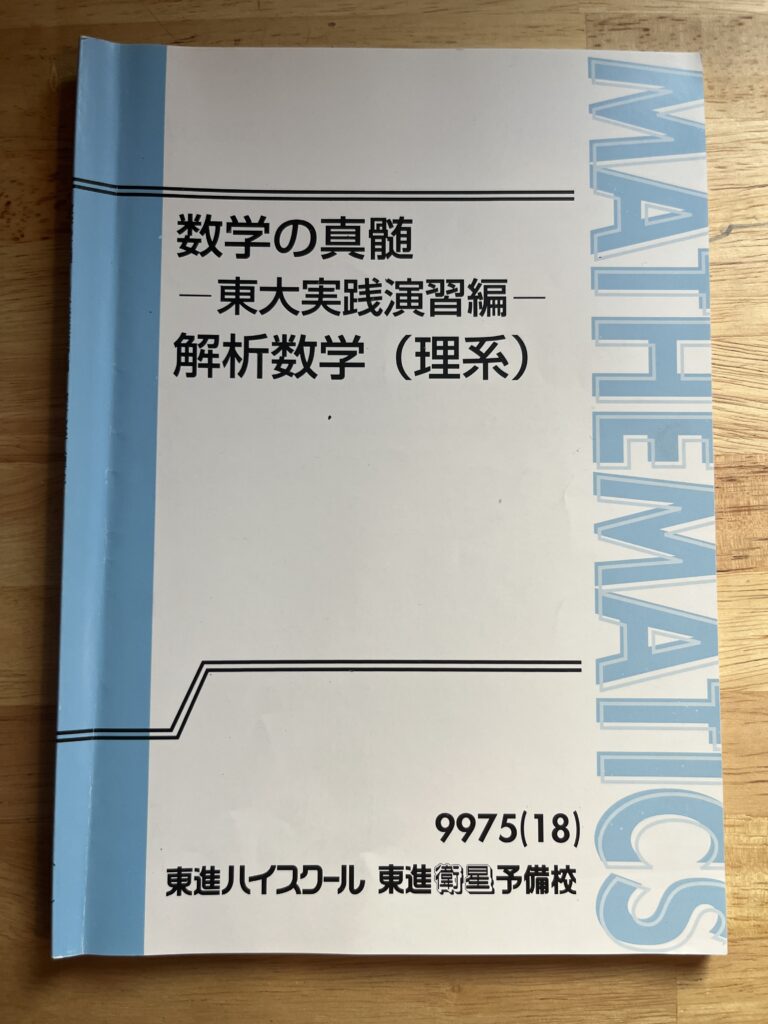 数学の真髄
―東大実践演習編―
解析数学（理系）
9975(18)
東進ハイスクール 東進衛星予備校
MATHEMATICS